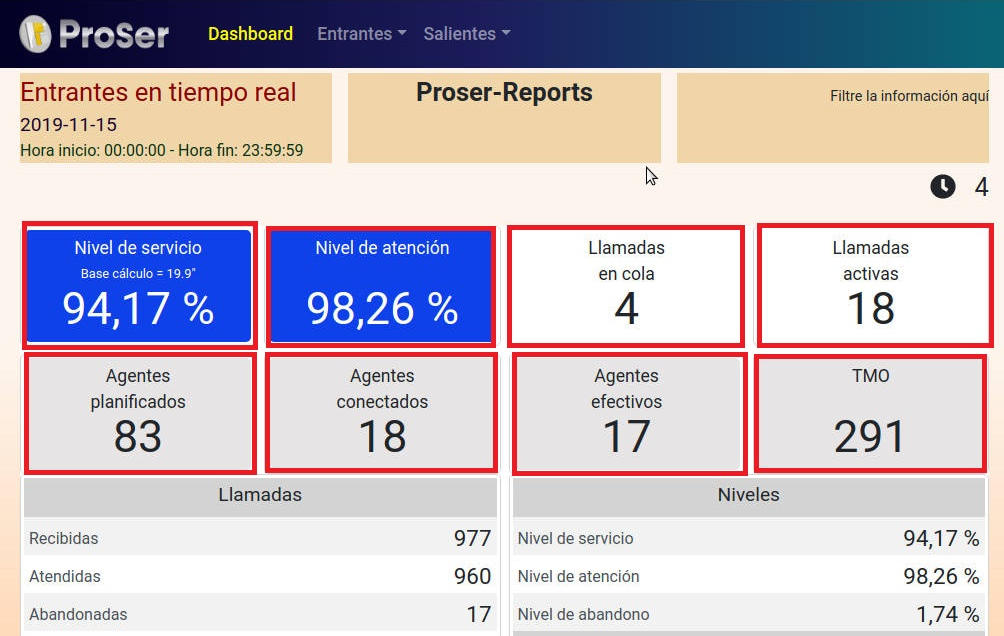 ProSer Dashboard Entrantes Salientes
Entrantes en tiempo real
2019-11-15
Hora inicio: 00:00:00 - Hora fin: 23:59:59
Proser-Reports
Filtre la información aquí
4
Nivel de servicio
Base cálculo = 19.9"
94,17 %
Nivel de atención
98,26 %
Llamadas
en cola
4
Llamadas
activas
18
Agentes
planificados
83
Agentes
conectados
18
Agentes
efectivos
17
TMO
291
Llamadas
Recibidas 977
Atendidas 960
Abandonadas 17
Niveles
Nivel de servicio 94,17 %
Nivel de atención 98,26 %
Nivel de abandono 1,74 %